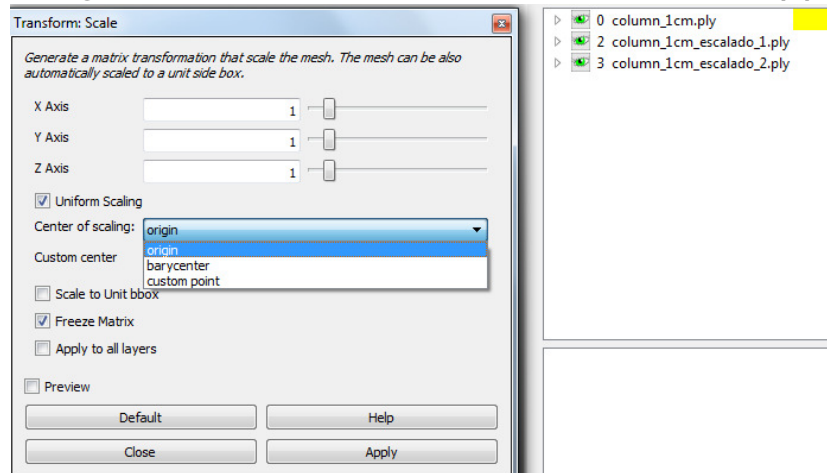 Transform: Scale
Generate a matrix transformation that scale the mesh. The mesh can be also
automatically scaled to a unit side box.
X Axis 1
Y Axis 1
Z Axis 1
Uniform Scaling
Center of scaling: origin
origin
Custom center
barycenter
custom point
Scale to Unit bbox
Freeze Matrix
Apply to all layers
Preview
Default Help
Close Apply
0 column_1cm.ply
2 column_1cm_escalado_1.ply
3 column_1cm_escalado_2.ply